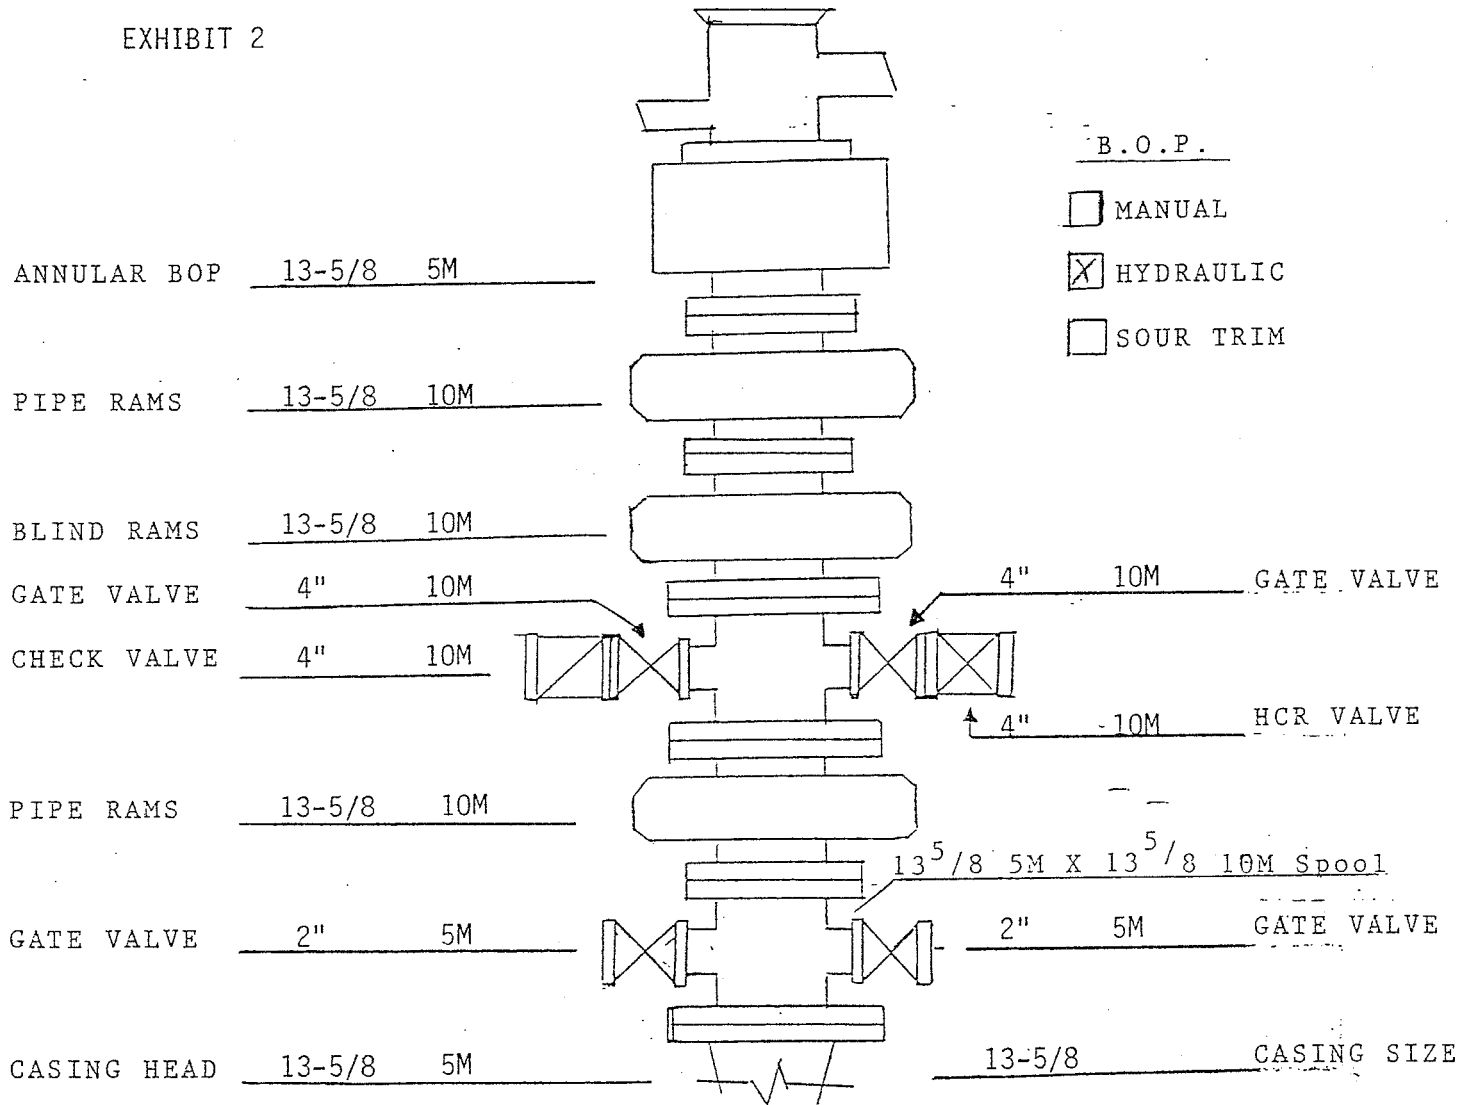 EXHIBIT 2
B.O.P.
MANUAL
X HYDRAULIC
SOUR TRIM
ANNULAR BOP 13-5/8 5M
PIPE RAMS 13-5/8 10M
BLIND RAMS 13-5/8 10M
GATE VALVE 4" 10M
4" 10M GATE VALVE
CHECK VALVE 4" 10M
4" 10M HCR VALVE
PIPE RAMS 13-5/8 10M
13 5/8 5M X 13 5/8 10M Spool
GATE VALVE 2" 5M
2" 5M GATE VALVE
CASING HEAD 13-5/8 5M
13-5/8 CASING SIZE